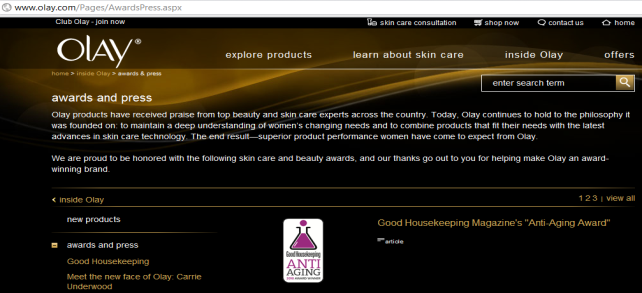 www.olay.com/Pages/AwardsPress.aspx
Club Olay - join now
skin care consultation shop now contact us home
OLAY®
explore products learn about skin care inside Olay offers
home > inside Olay > awards & press
enter search term
awards and press
Olay products have received praise from top beauty and skin care experts across the country. Today, Olay continues to hold to the philosophy it
was founded on: to maintain a deep understanding of women's changing needs and to combine products that fit their needs with the latest
advances in skin care technology. The end result—superior product performance women have come to expect from Olay.
We are proud to be honored with the following skin care and beauty awards, and our thanks go out to you for helping make Olay an award-
winning brand.
< inside Olay
1 2 3 | view all
new products
awards and press
Good Housekeeping
Meet the new face of Olay: Carrie
Underwood
Good Housekeeping
ANTI
AGING
Good Housekeeping Magazine's "Anti-Aging Award"
article